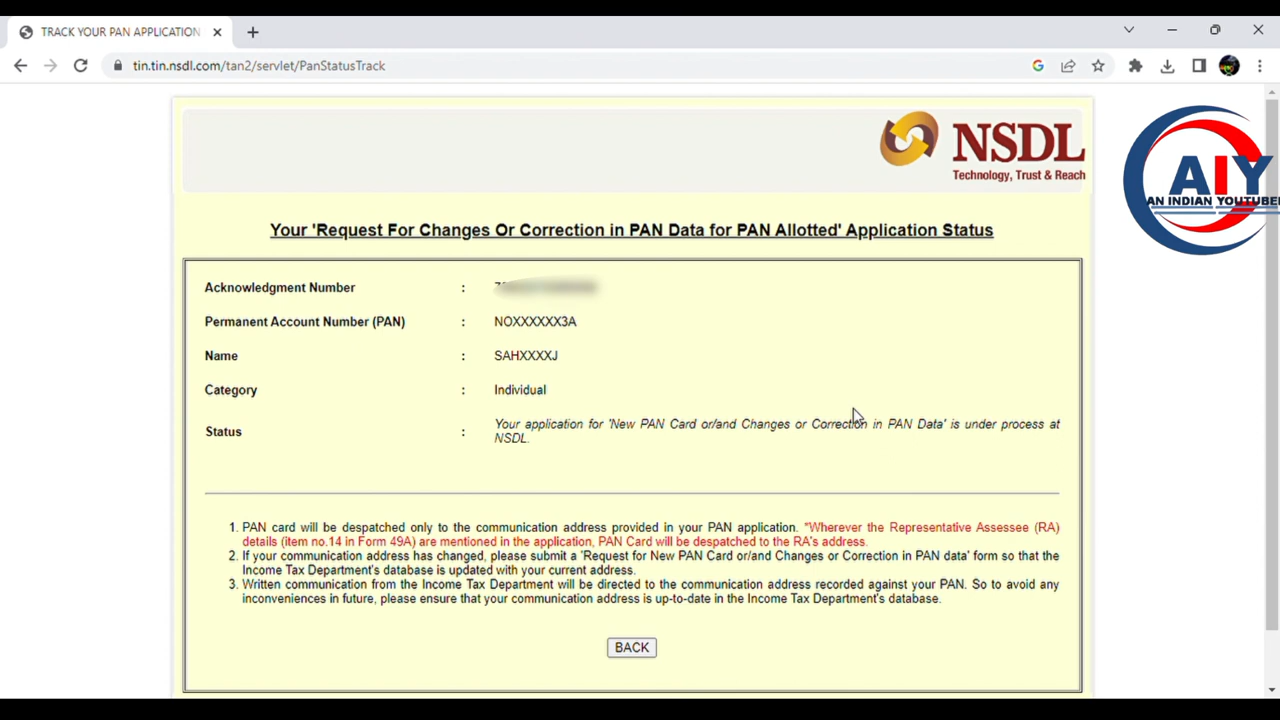 TRACK YOUR PAN APPLICATION
tin.tin.nsdl.com/tan2/servlet/PanStatusTrack
NSDL
Technology, Trust & Reach
AIY
AN INDIAN YOUTUBER
Your 'Request For Changes Or Correction in PAN Data for PAN Allotted' Application Status
Acknowledgment Number :
Permanent Account Number (PAN) : NOXXXXXX3A
Name : SAHXXXXJ
Category : Individual
Status : Your application for 'New PAN Card or/and Changes or Correction in PAN Data' is under process at
NSDL.
1. PAN card will be despatched only to the communication address provided in your PAN application. *Wherever the Representative Assessee (RA)
details (item no.14 in Form 49A) are mentioned in the application, PAN Card will be despatched to the RA's address.
2. If your communication address has changed, please submit a 'Request for New PAN Card or/and Changes or Correction in PAN data' form so that the
Income Tax Department's database is updated with your current address.
3. Written communication from the Income Tax Department will be directed to the communication address recorded against your PAN. So to avoid any
inconveniences in future, please ensure that your communication address is up-to-date in the Income Tax Department's database.
BACK